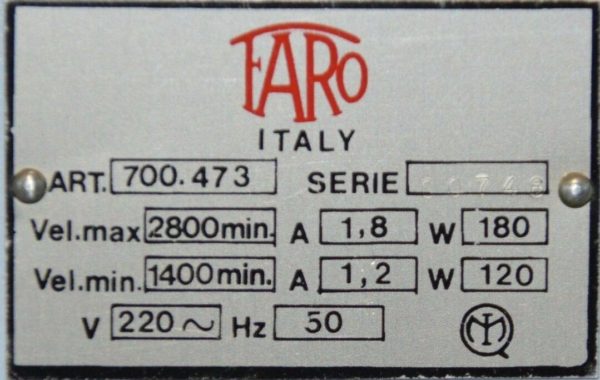 FARO
ITALY
ART. 700.473 SERIE
Vel.max 2800min. A 1,8 W 180
Vel.min. 1400min. A 1,2 W 120
V 220~ Hz 50